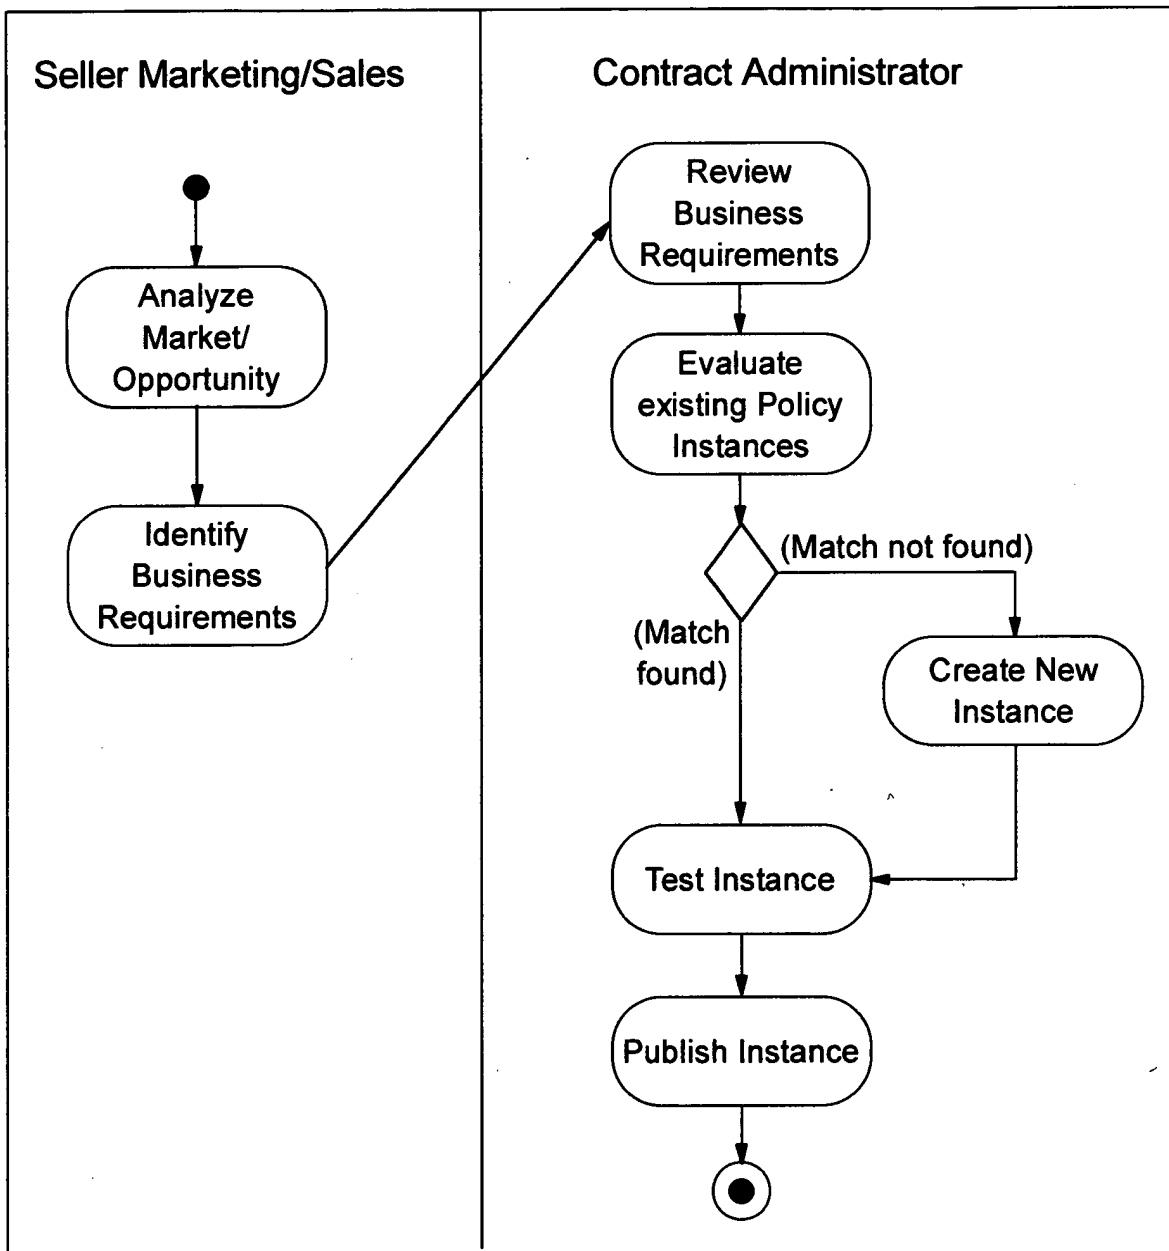 Seller Marketing/Sales
Contract Administrator
Analyze
Market/
Opportunity
Identify
Business
Requirements
Review
Business
Requirements
Evaluate
existing Policy
Instances
(Match not found)
(Match
found)
Create New
Instance
Test Instance
Publish Instance